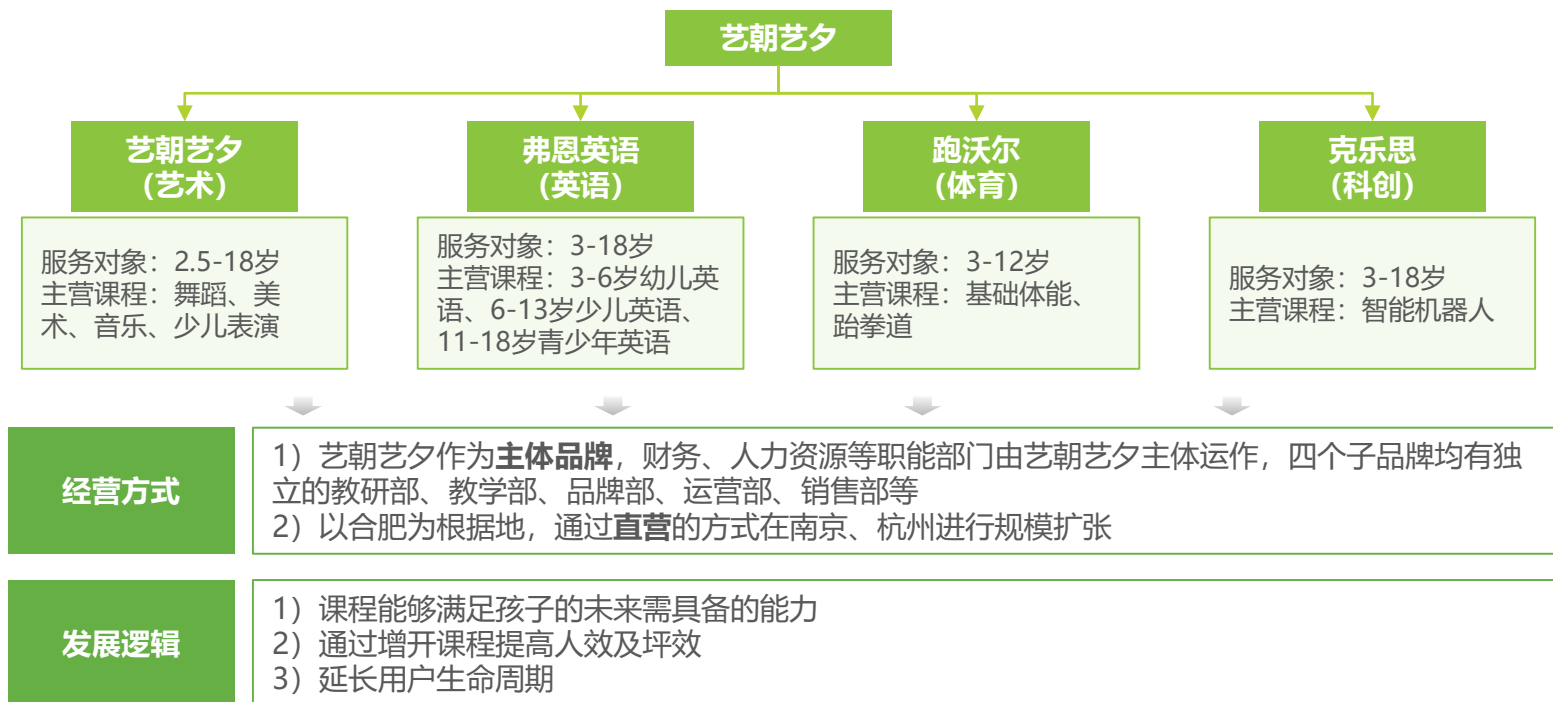 艺朝艺夕
艺朝艺夕
（艺术）
服务对象：2.5-18岁
主营课程：舞蹈、美
术、音乐、少儿表演
弗恩英语
（英语）
服务对象：3-18岁
主营课程：3-6岁幼儿英
语、6-13岁少儿英语、
11-18岁青少年英语
跑沃尔
（体育）
服务对象：3-12岁
主营课程：基础体能、
跆拳道
克乐思
（科创）
服务对象：3-18岁
主营课程：智能机器人
经营方式
1）艺朝艺夕作为主体品牌，财务、人力资源等职能部门由艺朝艺夕主体运作，四个子品牌均有独
立的教研部、教学部、品牌部、运营部、销售部等
2）以合肥为根据地，通过直营的方式在南京、杭州进行规模扩张
发展逻辑
1）课程能够满足孩子的未来需具备的能力
2）通过增开课程提高人效及坪效
3）延长用户生命周期